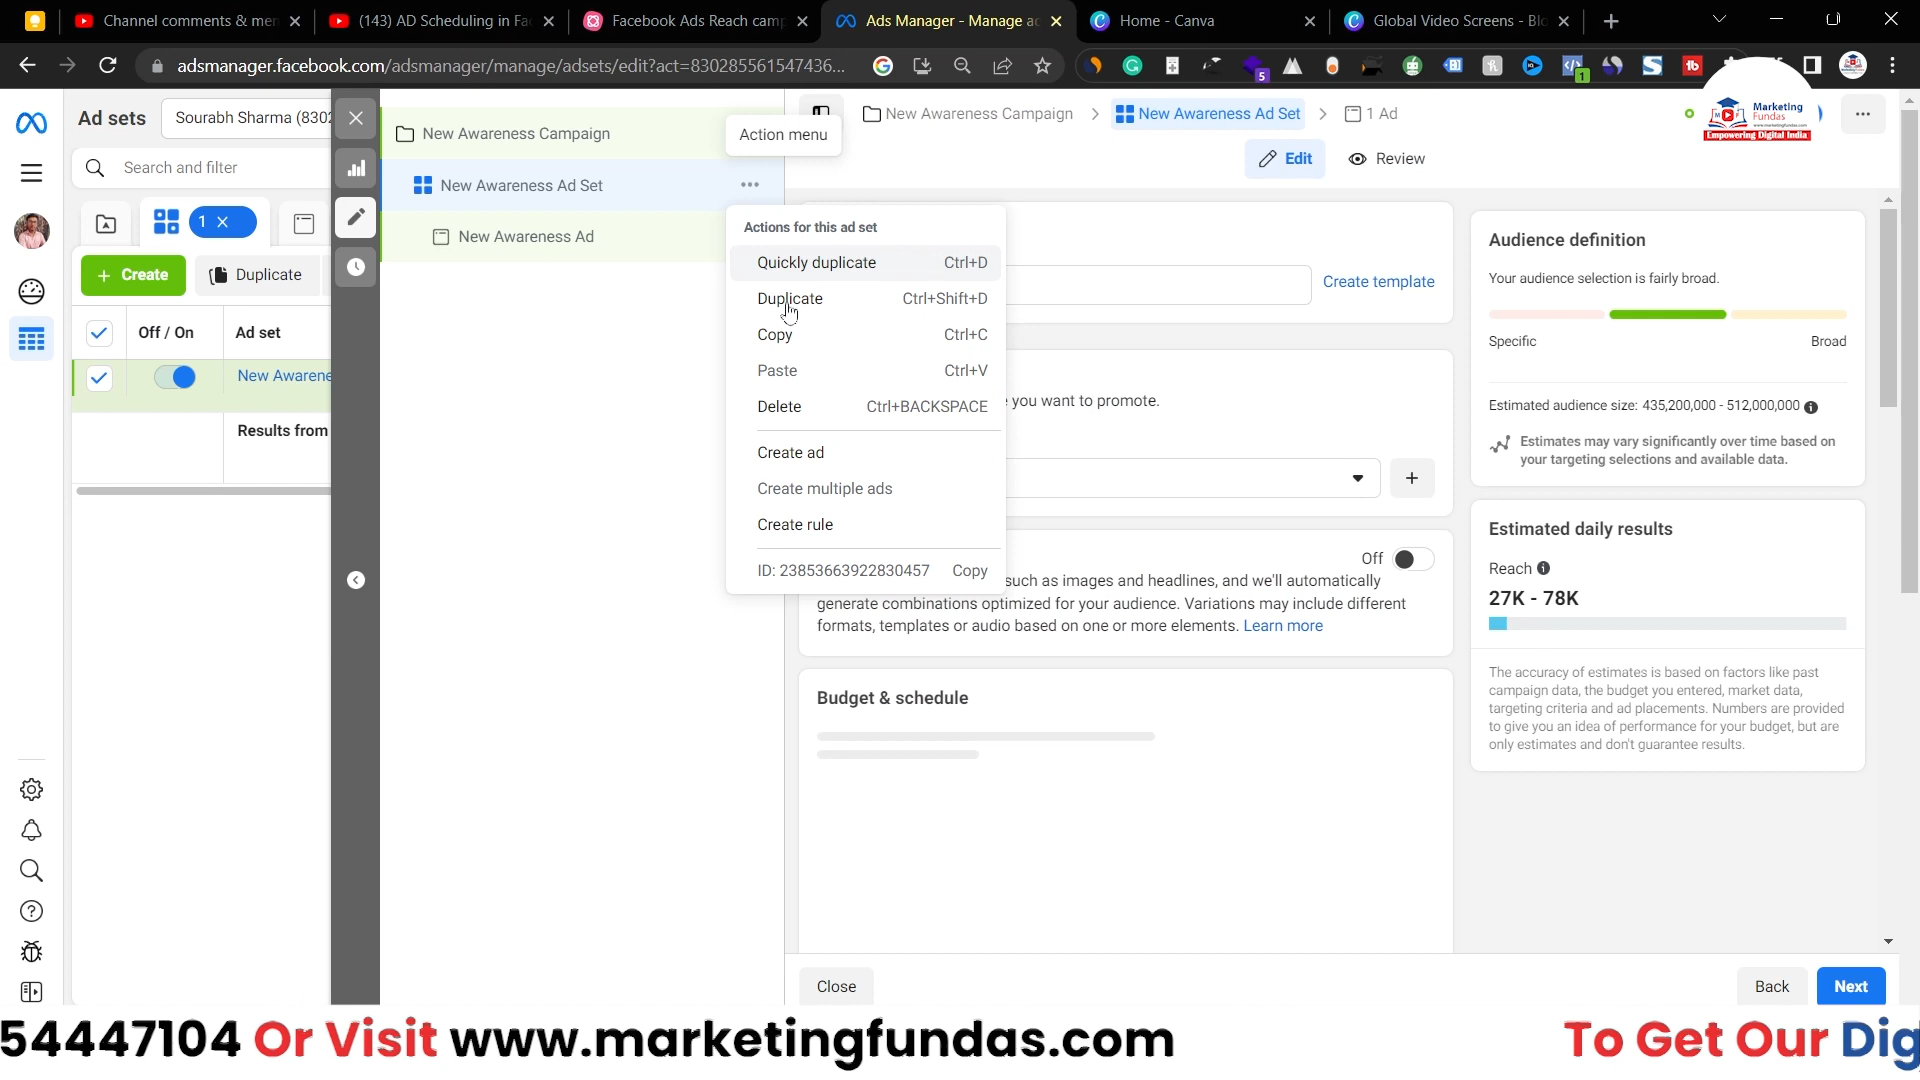 Channel comments & men
(143) AD Scheduling in Fac
Facebook Ads Reach camp
Ads Manager - Manage ad
Home - Canva
Global Video Screens - Blo
adsmanager.facebook.com/adsmanager/manage/adsets/edit?act=830285561547436...
5
1
Ad sets
Sourabh Sharma (8302
Search and filter
1
Create
Duplicate
Off / On
Ad set
New Awarene
Results from
New Awareness Campaign
New Awareness Ad Set
New Awareness Ad
Action menu
Actions for this ad set
Quickly duplicate Ctrl+D
Duplicate Ctrl+Shift+D
Copy Ctrl+C
Paste Ctrl+V
Delete Ctrl+BACKSPACE
Create ad
Create multiple ads
Create rule
ID: 23853663922830457 Copy
New Awareness Campaign
New Awareness Ad Set
1 Ad
Edit
Review
Marketing
Fundas
Empowering Digital India
Create template
you want to promote.
Off
such as images and headlines, and we'll automatically
generate combinations optimized for your audience. Variations may include different
formats, templates or audio based on one or more elements. Learn more
Budget & schedule
Audience definition
Your audience selection is fairly broad.
Specific
Broad
Estimated audience size: 435,200,000 - 512,000,000
Estimates may vary significantly over time based on
your targeting selections and available data.
Estimated daily results
Reach
27K - 78K
The accuracy of estimates is based on factors like past
campaign data, the budget you entered, market data,
targeting criteria and ad placements. Numbers are provided
to give you an idea of performance for your budget, but are
only estimates and don't guarantee results.
Close
Back
Next
54447104 Or Visit www.marketingfundas.com
To Get Our Dig